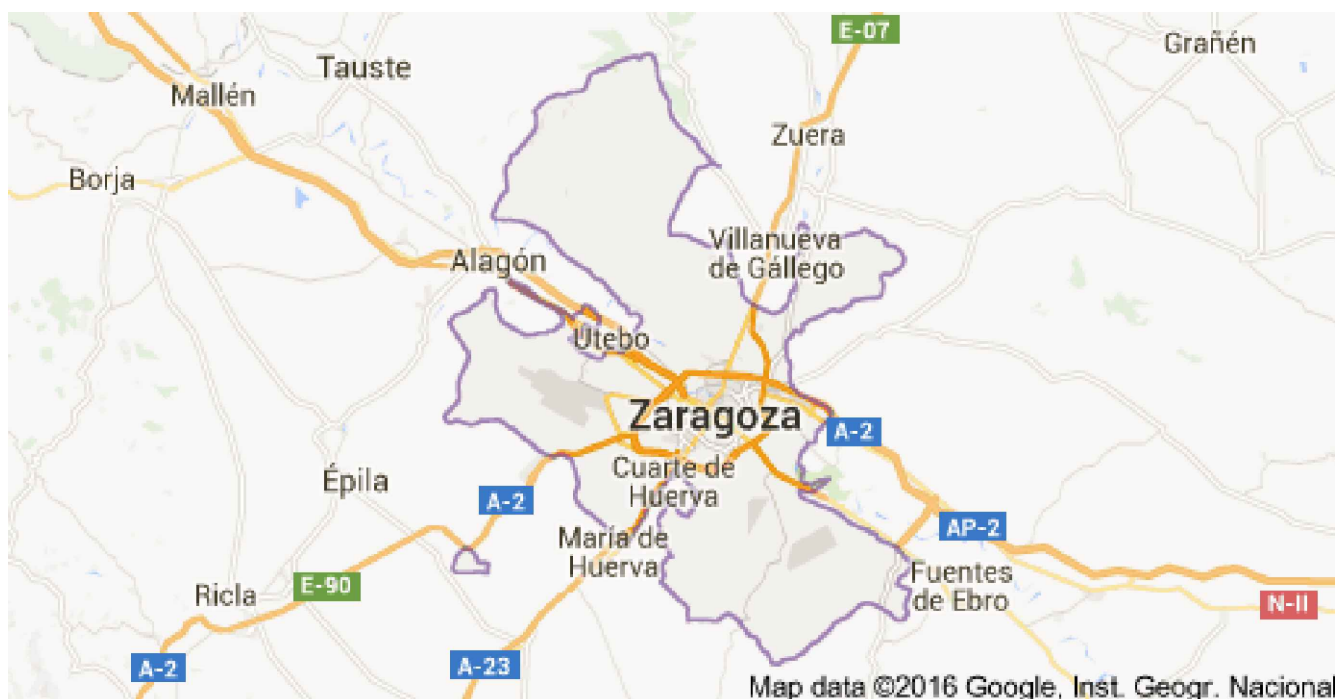 E-07
Grañén
Tauste
Mallén
Zuera
Borja
Villanueva
de Gállego
Alagón
Utebo
Zaragoza
A-2
Cuarte de
Huerva
Épila
A-2
AP-2
María de
Huerva
Fuentes
de Ebro
E-90
Ricla
N-II
A-2
A-23
Map data ©2016 Google, Inst. Geogr. Nacional